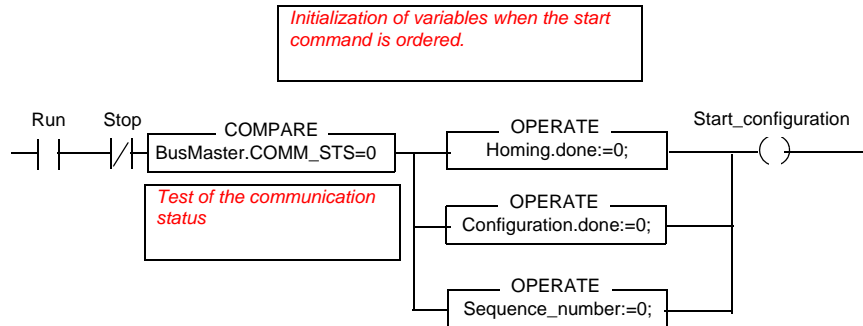 Initialization of variables when the start
command is ordered.
Run
Stop
COMPARE
BusMaster.COMM_STS=0
OPERATE
Homing.done:=0;
Start_configuration
Test of the communication
status
OPERATE
Configuration.done:=0;
OPERATE
Sequence_number:=0;